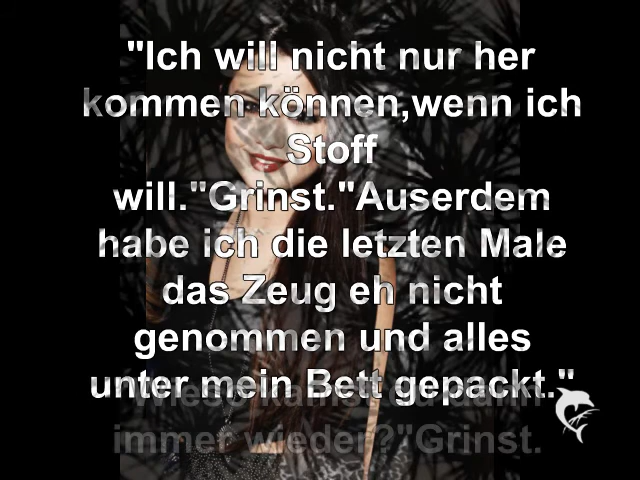 "Ich will nicht nur her
kommen können,wenn ich
Stoff
will."Grinst."Auserdem
habe ich die letzten Male
das Zeug eh nicht
genommen und alles
unter mein Bett gepackt."
immer wieder?"Grinst.